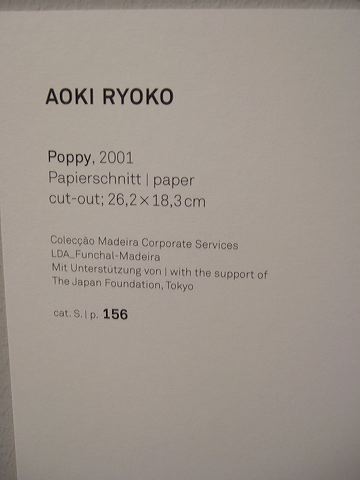 AOKI RYOKO
Poppy, 2001
Papierschnitt | paper
cut-out; 26,2 × 18,3 cm
Colecção Madeira Corporate Services
LDA_Funchal-Madeira
Mit Unterstützung von | with the support of
The Japan Foundation, Tokyo
cat. S. | p. 156